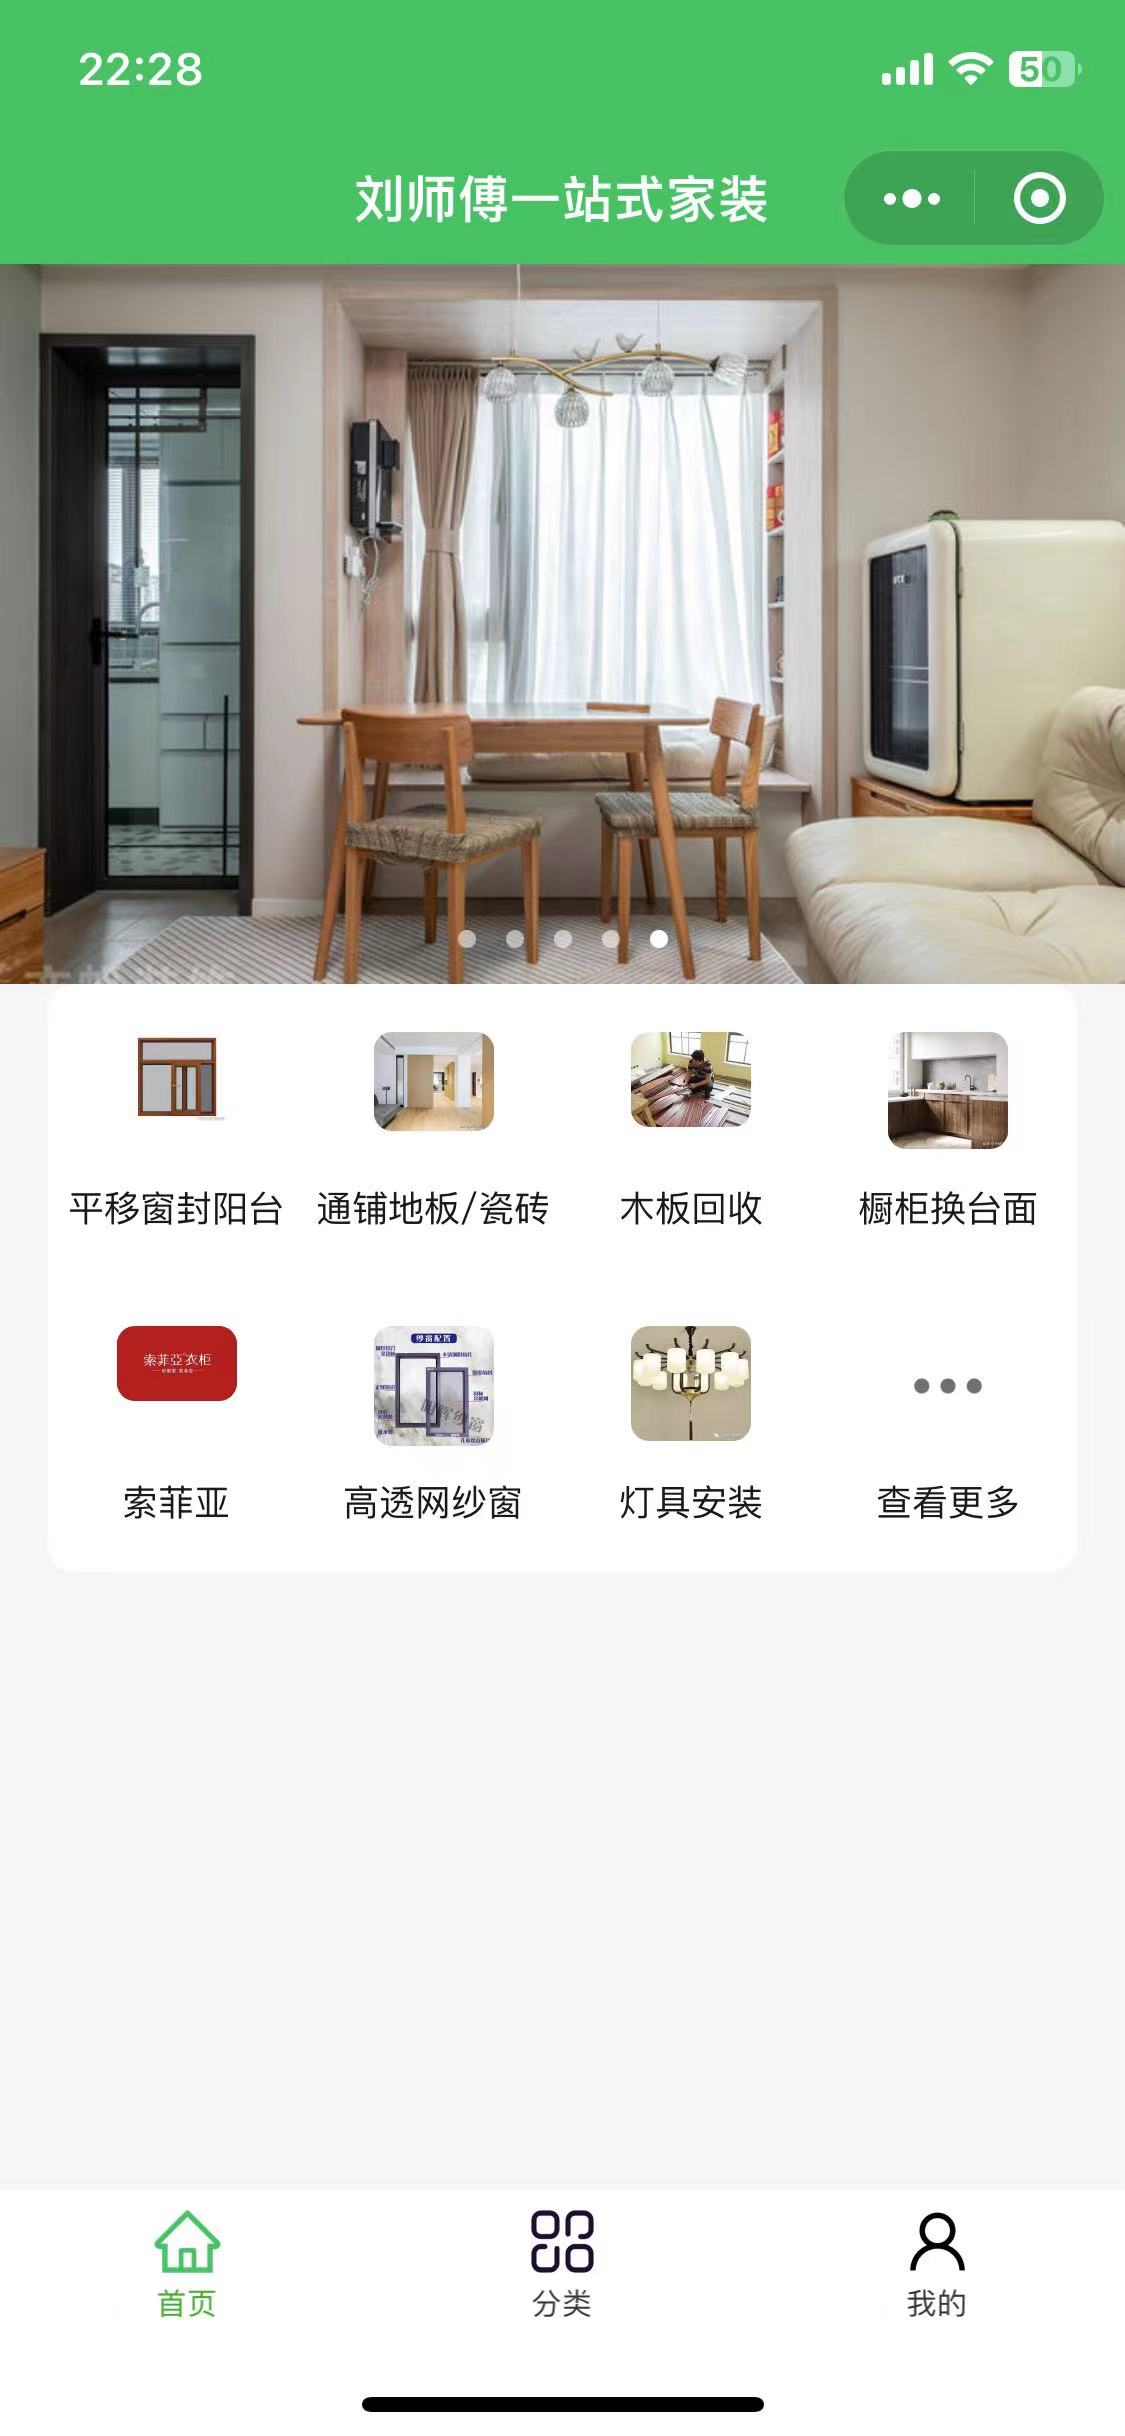 22:28
50
刘师傅一站式家装
平移窗封阳台
通铺地板/瓷砖
木板回收
橱柜换台面
索菲亞衣柜
纱窗配置
索菲亚
高透网纱窗
灯具安装
查看更多
首页
分类
我的